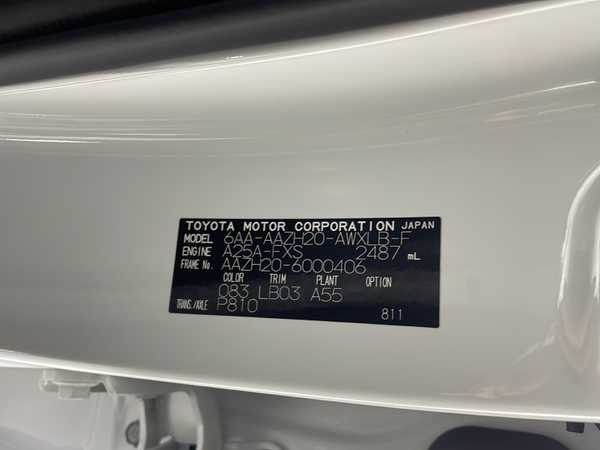 TOYOTA MOTOR CORPORATION JAPAN
MODEL 6AA-AAZH20-AWXLB-F
ENGINE A25A-FXS 2487 mL
FRAME No. AAZH20-6000406
COLOR TRIM PLANT OPTION
083 LB03 A55
TRANS./AXLE P810
811